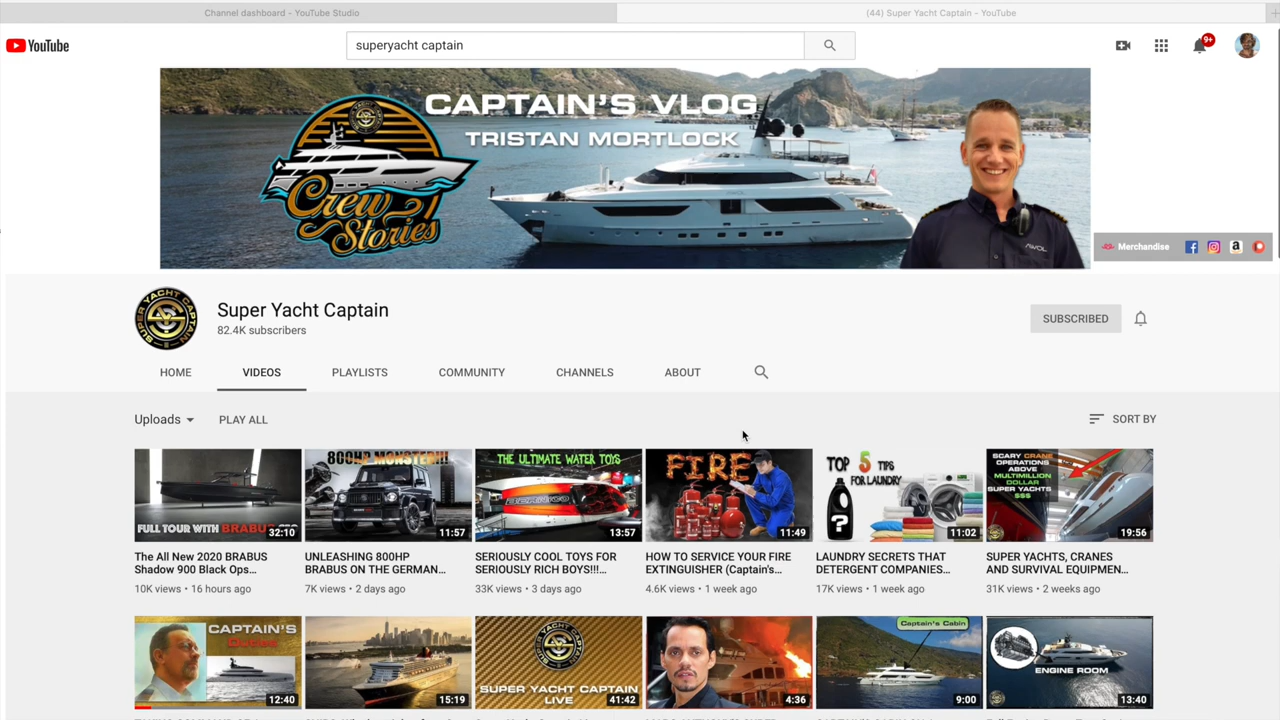 Channel dashboard - YouTube Studio
(44) Super Yacht Captain - YouTube
YouTube
superyacht captain
9+
CAPTAIN'S VLOG
TRISTAN MORTLOCK
Crew
Stories
AWOL
Merchandise
SUPER YACHT CAPTAIN
Super Yacht Captain
82.4K subscribers
SUBSCRIBED
HOME
VIDEOS
PLAYLISTS
COMMUNITY
CHANNELS
ABOUT
Uploads
PLAY ALL
SORT BY
FULL TOUR WITH BRABUS CEO
32:10
The All New 2020 BRABUS
Shadow 900 Black Ops...
10K views • 16 hours ago
800HP MONSTER!!!
11:57
UNLEASHING 800HP
BRABUS ON THE GERMAN...
7K views • 2 days ago
THE ULTIMATE WATER TOYS
13:57
SERIOUSLY COOL TOYS FOR
SERIOUSLY RICH BOYS!!!...
33K views • 3 days ago
FIRE
11:49
HOW TO SERVICE YOUR FIRE
EXTINGUISHER (Captain's...
4.6K views • 1 week ago
TOP 5 TIPS
FOR LAUNDRY
?
11:02
LAUNDRY SECRETS THAT
DETERGENT COMPANIES...
17K views • 1 week ago
SCARY CRANE
OPERATIONS
ABOVE
MULTIMILLION
DOLLAR
SUPER YACHTS
$$$
19:56
SUPER YACHTS, CRANES
AND SURVIVAL EQUIPMEN...
31K views • 2 weeks ago
CAPTAIN'S
12:40
15:19
SUPER YACHT CAPTAIN
LIVE
41:42
4:36
Captain's Cabin
9:00
ENGINE ROOM
13:40